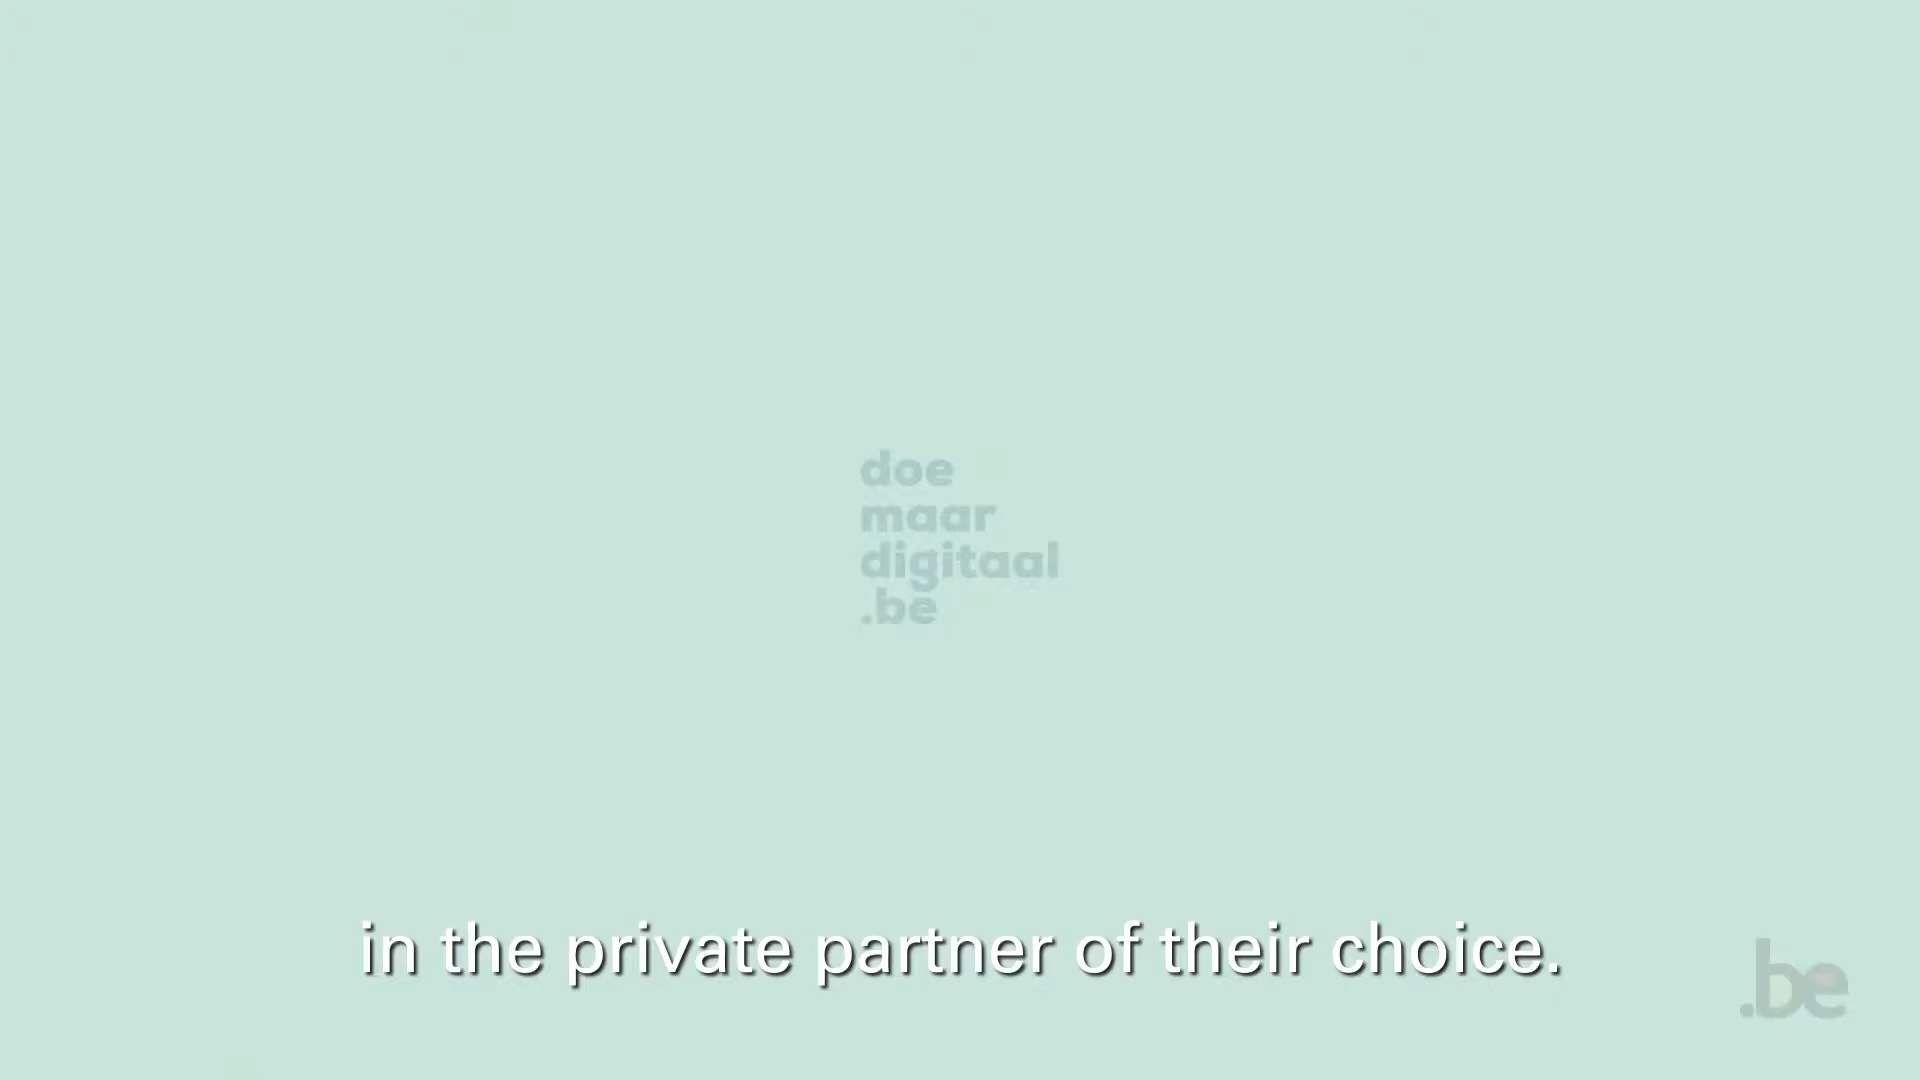 doe
maar
digitaal
.be
in the private partner of their choice.
.be